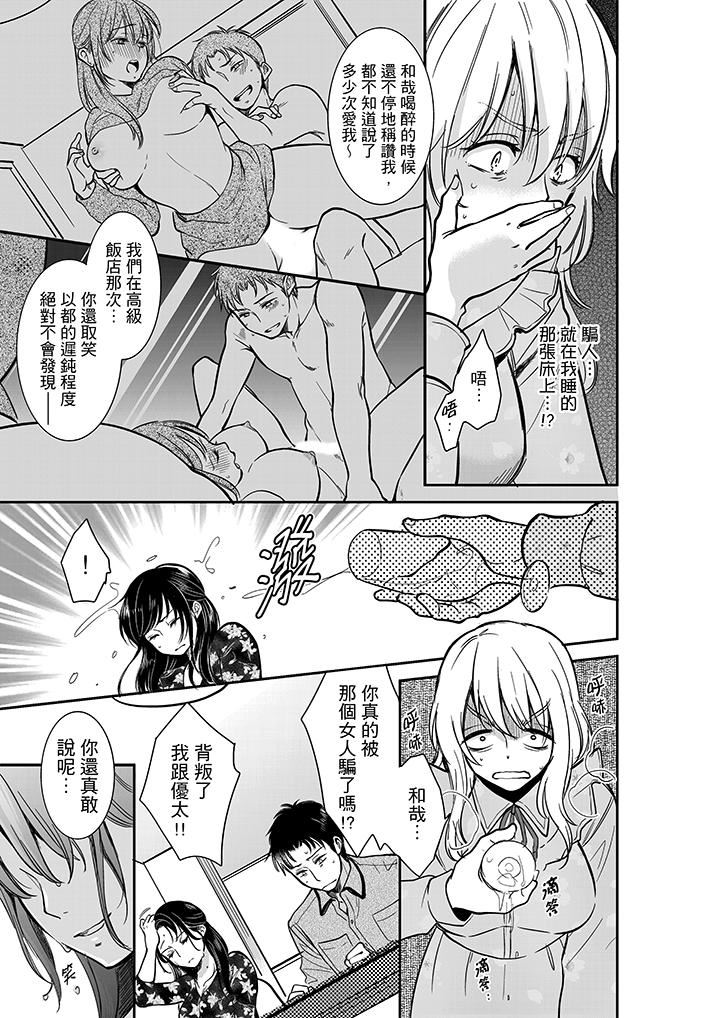 騙人…
就在我睡的
那張床上…!?
唔…
唔…
和哉喝醉的時候
還不停地稱讚我，
都不知道說了
多少次愛我～
我們在高級
飯店那次…
你還取笑
以都的遲鈍程度
絕對不會發現──
潑
！
呼哧
呼哧
滴答
滴答…
和哉…
你真的被
那個女人騙了嗎!?
背叛了
我跟優太!!
你還真敢
說呢…
笑